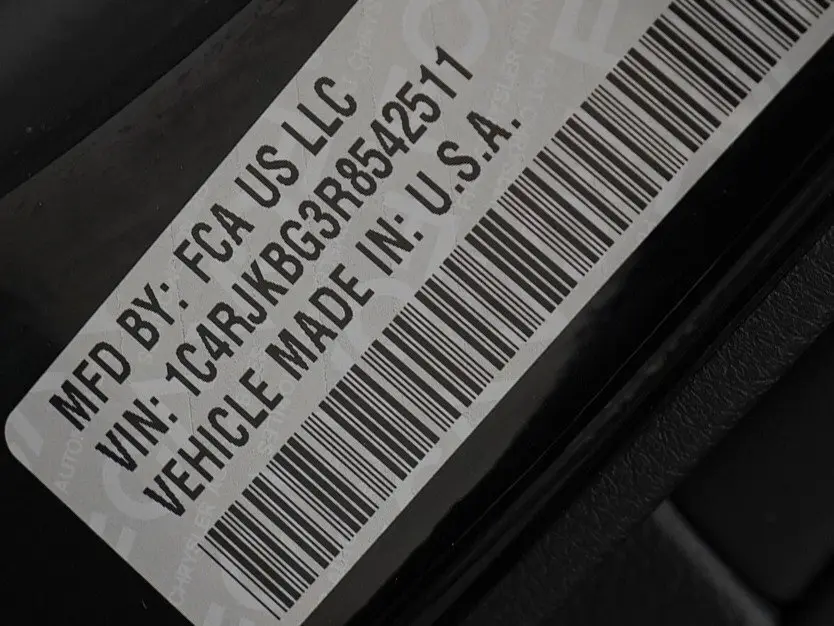 MFD BY: FCA US LLC
VIN: 1C4RJKBG3R8542511
VEHICLE MADE IN: U.S.A.